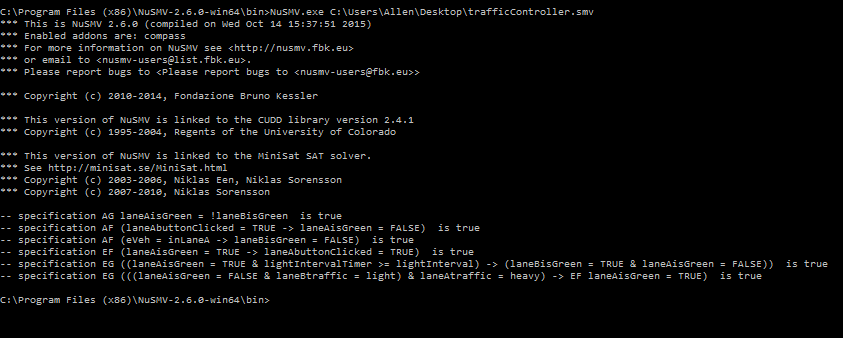 C:\Program Files (x86)\NuSMV-2.6.0-win64\bin>NuSMV.exe C:\Users\Allen\Desktop\trafficController.smv
*** This is NuSMV 2.6.0 (compiled on Wed Oct 14 15:37:51 2015)
*** Enabled addons are: compass
*** For more information on NuSMV see <http://nusmv.fbk.eu>
*** or email to <nusmv-users@list.fbk.eu>.
*** Please report bugs to <Please report bugs to <nusmv-users@fbk.eu>>
*** Copyright (c) 2010-2014, Fondazione Bruno Kessler
*** This version of NuSMV is linked to the CUDD library version 2.4.1
*** Copyright (c) 1995-2004, Regents of the University of Colorado
*** This version of NuSMV is linked to the MiniSat SAT solver.
*** See http://minisat.se/MiniSat.html
*** Copyright (c) 2003-2006, Niklas Een, Niklas Sorensson
*** Copyright (c) 2007-2010, Niklas Sorensson
-- specification AG laneAisGreen = !laneBisGreen  is true
-- specification AF (laneAbuttonClicked = TRUE -> laneAisGreen = FALSE)  is true
-- specification AF (eVeh = inLaneA -> laneBisGreen = FALSE)  is true
-- specification EF (laneAisGreen = TRUE -> laneAbuttonClicked = TRUE)  is true
-- specification EG ((laneAisGreen = TRUE & lightIntervalTimer >= lightInterval) -> (laneBisGreen = TRUE & laneAisGreen = FALSE))  is true
-- specification EG (((laneAisGreen = FALSE & laneBtraffic = light) & laneAtraffic = heavy) -> EF laneAisGreen = TRUE)  is true
C:\Program Files (x86)\NuSMV-2.6.0-win64\bin>